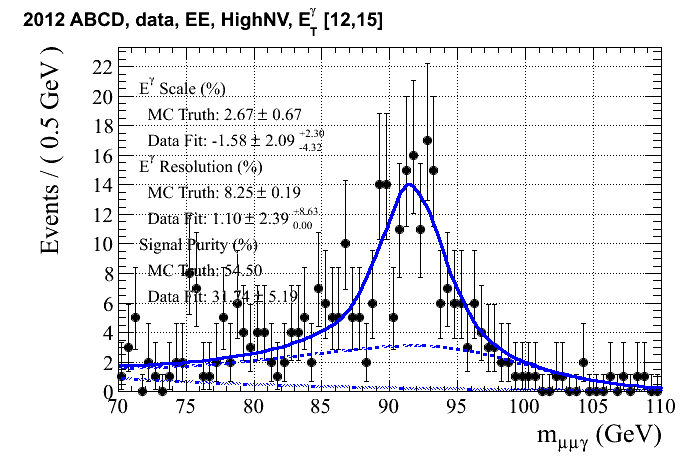 2012 ABCD, data, EE, HighNV, E_T^γ [12,15]
Events / ( 0.5 GeV )
22
20
18
16
14
12
10
8
6
4
2
0
E^γ Scale (%)
MC Truth: 2.67 ± 0.67
Data Fit: -1.58 ± 2.09 +2.30 -4.32
E^γ Resolution (%)
MC Truth: 8.25 ± 0.19
Data Fit: 1.10 ± 2.39 +8.63 0.00
Signal Purity (%)
MC Truth: 54.50
Data Fit: 31.74 ± 5.19
70 75 80 85 90 95 100 105 110
m_μμγ (GeV)